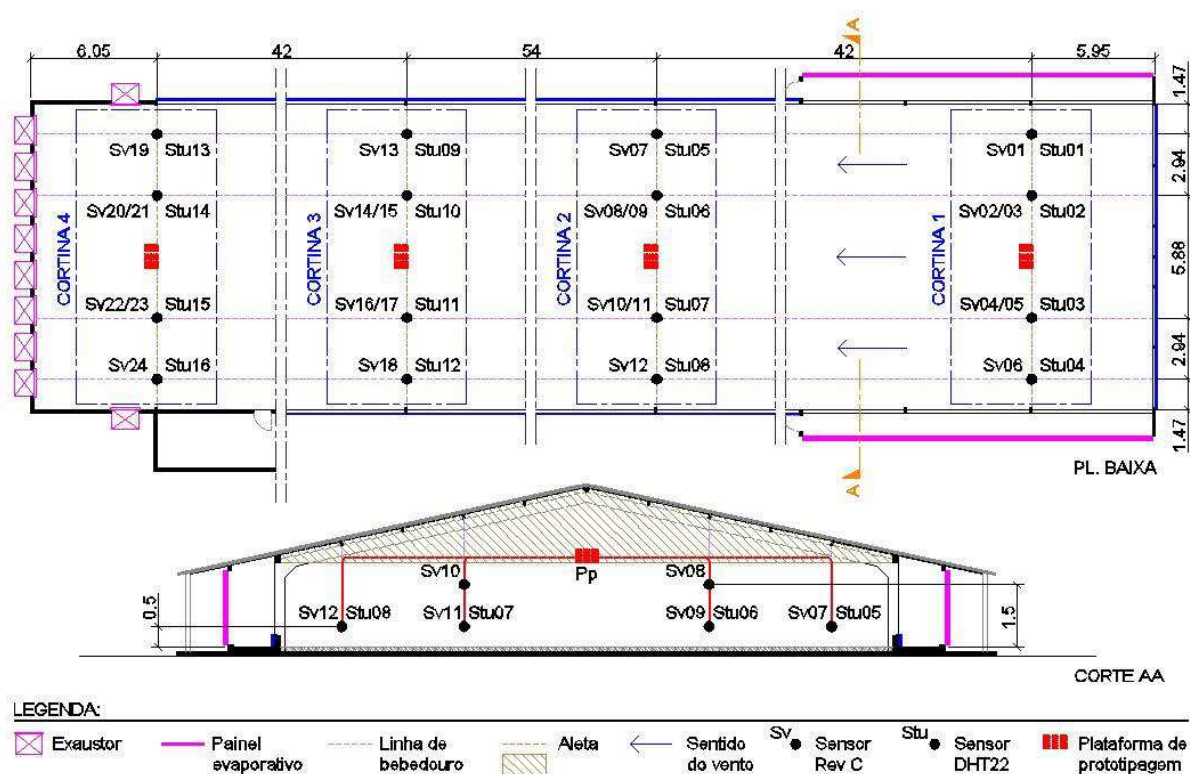 6.05 42 54 42 5.95
A
1.47
Sv19 Stu13 Sv13 Stu09 Sv07 Stu05 Sv01 Stu01
2.94
Sv20/21 Stu14 Sv14/15 Stu10 Sv08/09 Stu06 Sv02/03 Stu02
CORTINA 4 CORTINA 3 CORTINA 2 CORTINA 1
5.88
Sv22/23 Stu15 Sv16/17 Stu11 Sv10/11 Stu07 Sv04/05 Stu03
2.94
Sv24 Stu16 Sv18 Stu12 Sv12 Stu08 Sv06 Stu04
1.47
PL. BAIXA
A
Sv10 Pp Sv08
0.5 Sv12 Stu08 Sv11 Stu07 Sv09 Stu06 Sv07 Stu05 1.5
CORTE AA
LEGENDA:
Exaustor
Painel
evaporativo
Linha de
bebedouro
Aleta
Sentido
do vento
Sv Sensor
Rev C
Stu Sensor
DHT22
Plataforma de
prototipagem